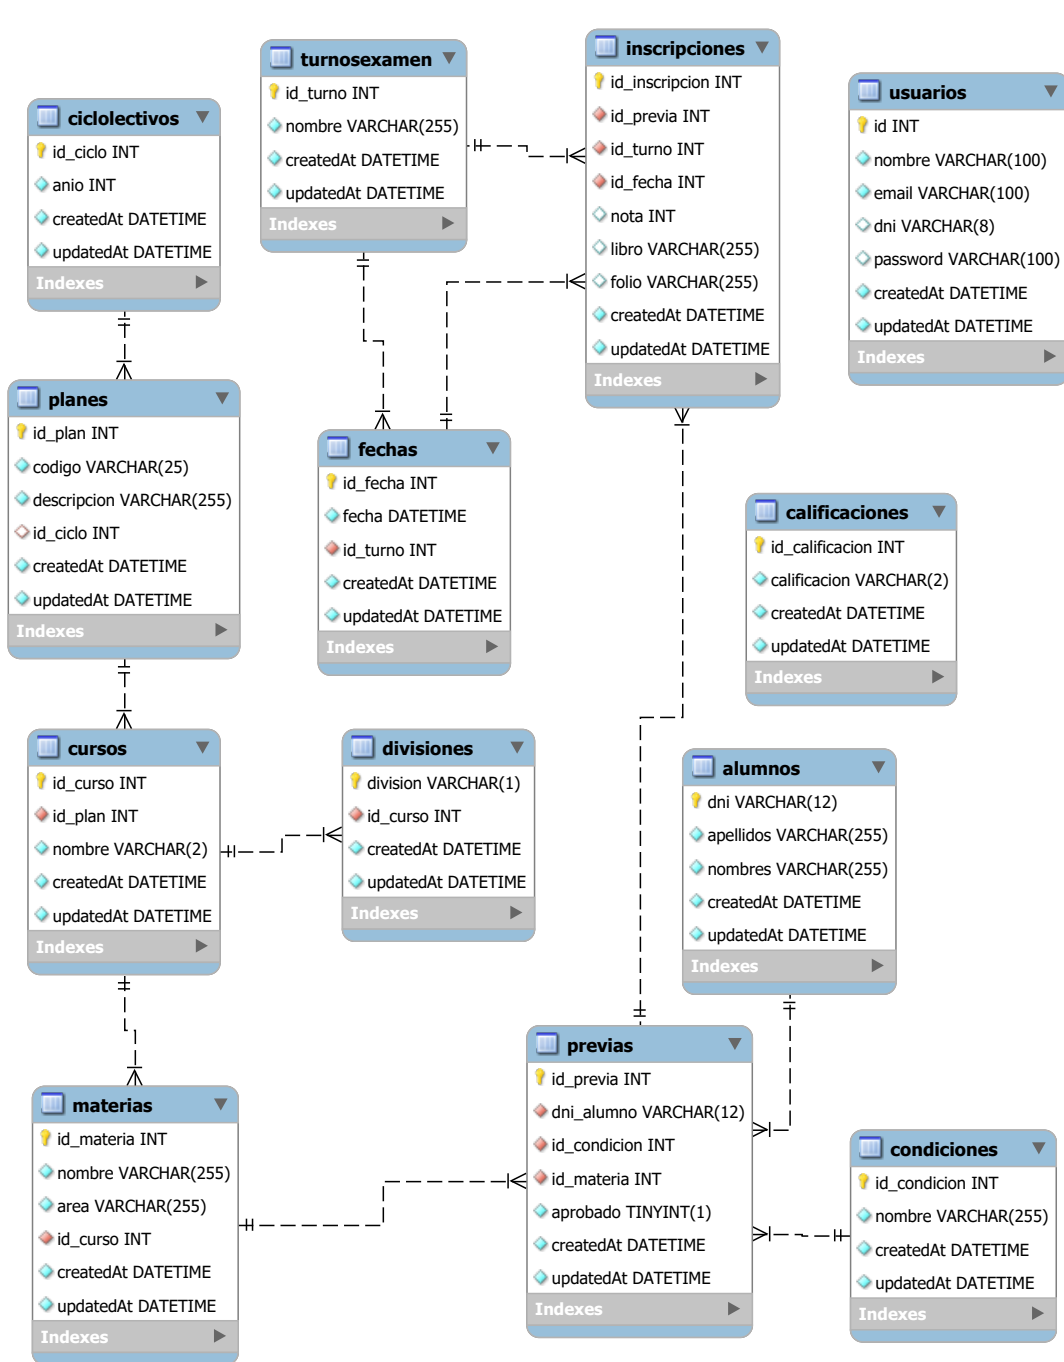 turnosexamen
id_turno INT
nombre VARCHAR(255)
createdAt DATETIME
updatedAt DATETIME
Indexes
inscripciones
id_inscripcion INT
id_previa INT
id_turno INT
id_fecha INT
nota INT
libro VARCHAR(255)
folio VARCHAR(255)
createdAt DATETIME
updatedAt DATETIME
Indexes
usuarios
id INT
nombre VARCHAR(100)
email VARCHAR(100)
dni VARCHAR(8)
password VARCHAR(100)
createdAt DATETIME
updatedAt DATETIME
Indexes
ciclolectivos
id_ciclo INT
anio INT
createdAt DATETIME
updatedAt DATETIME
Indexes
planes
id_plan INT
codigo VARCHAR(25)
descripcion VARCHAR(255)
id_ciclo INT
createdAt DATETIME
updatedAt DATETIME
Indexes
fechas
id_fecha INT
fecha DATETIME
id_turno INT
createdAt DATETIME
updatedAt DATETIME
Indexes
calificaciones
id_calificacion INT
calificacion VARCHAR(2)
createdAt DATETIME
updatedAt DATETIME
Indexes
cursos
id_curso INT
id_plan INT
nombre VARCHAR(2)
createdAt DATETIME
updatedAt DATETIME
Indexes
divisiones
division VARCHAR(1)
id_curso INT
createdAt DATETIME
updatedAt DATETIME
Indexes
alumnos
dni VARCHAR(12)
apellidos VARCHAR(255)
nombres VARCHAR(255)
createdAt DATETIME
updatedAt DATETIME
Indexes
previas
id_previa INT
dni_alumno VARCHAR(12)
id_condicion INT
id_materia INT
aprobado TINYINT(1)
createdAt DATETIME
updatedAt DATETIME
Indexes
materias
id_materia INT
nombre VARCHAR(255)
area VARCHAR(255)
id_curso INT
createdAt DATETIME
updatedAt DATETIME
Indexes
condiciones
id_condicion INT
nombre VARCHAR(255)
createdAt DATETIME
updatedAt DATETIME
Indexes